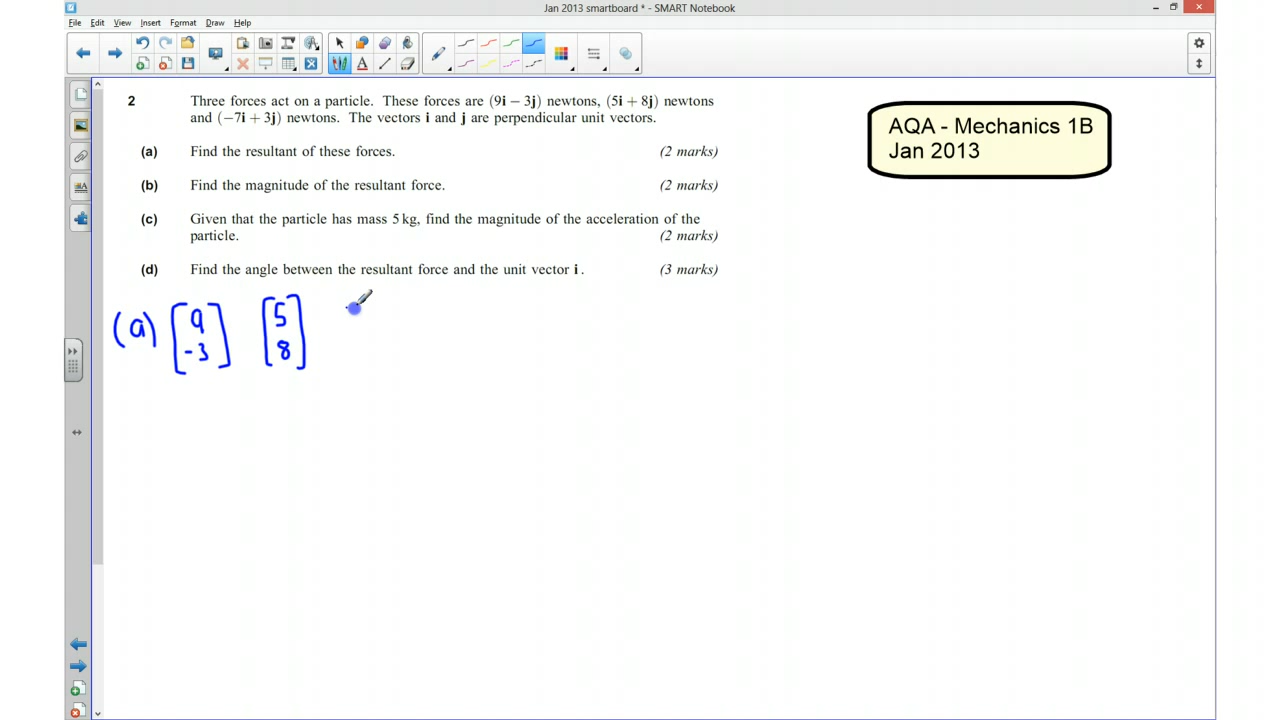 Jan 2013 smartboard * - SMART Notebook
File Edit View Insert Format Draw Help
2 Three forces act on a particle. These forces are (9i − 3j) newtons, (5i + 8j) newtons
and (−7i + 3j) newtons. The vectors i and j are perpendicular unit vectors.
(a) Find the resultant of these forces. (2 marks)
(b) Find the magnitude of the resultant force. (2 marks)
(c) Given that the particle has mass 5 kg, find the magnitude of the acceleration of the
particle. (2 marks)
(d) Find the angle between the resultant force and the unit vector i . (3 marks)
AQA - Mechanics 1B
Jan 2013
(a) [9 -3] [5 8]